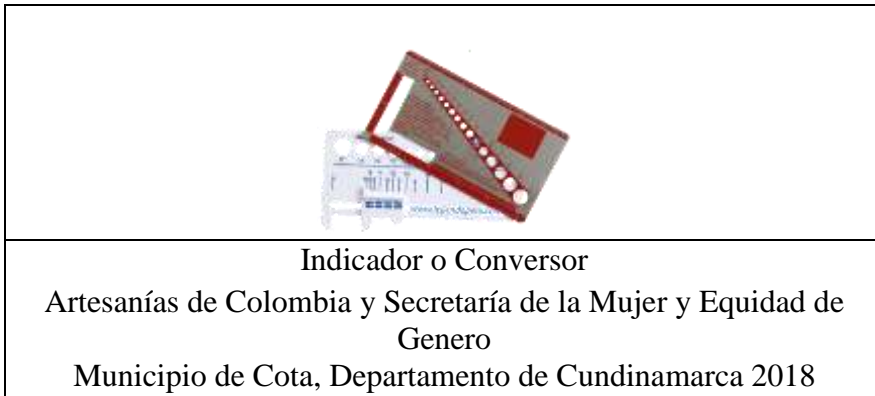 Indicador o Conversor
Artesanías de Colombia y Secretaría de la Mujer y Equidad de
Genero
Municipio de Cota, Departamento de Cundinamarca 2018